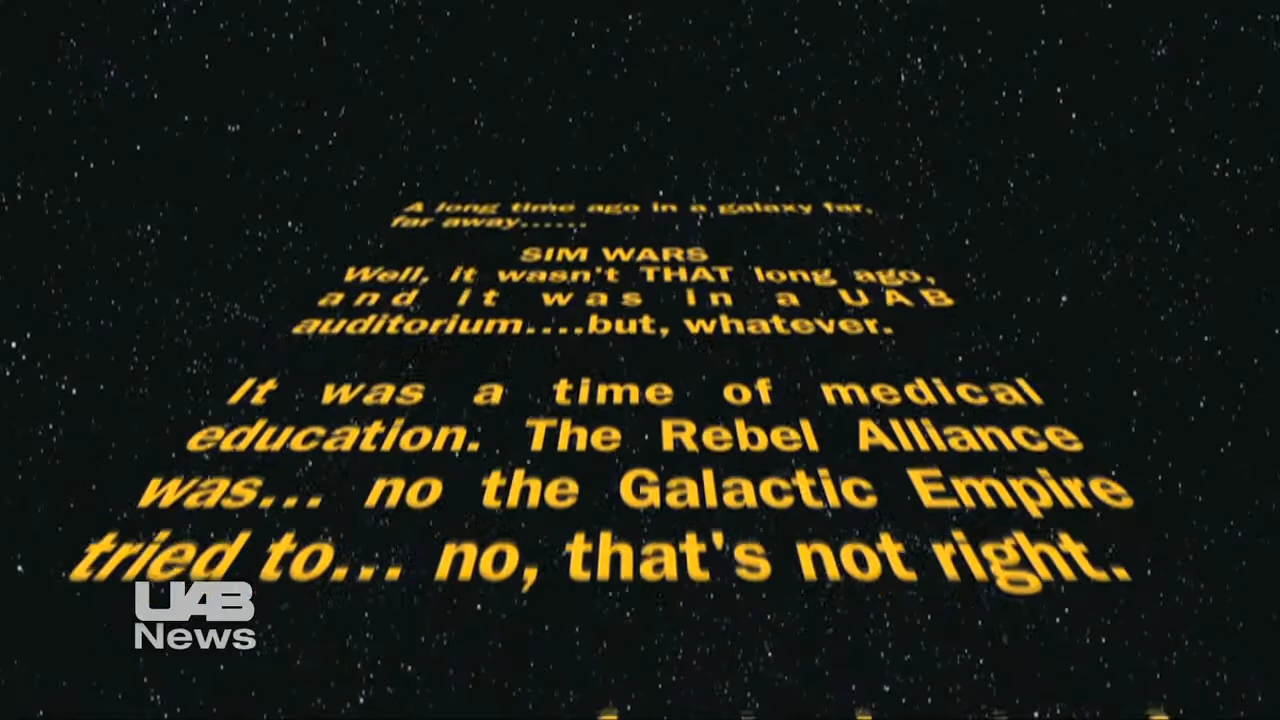 A long time ago in a galaxy far,
far away......
SIM WARS
Well, it wasn't THAT long ago,
and it was in a UAB
auditorium....but, whatever.
It was a time of medical
education. The Rebel Alliance
was... no the Galactic Empire
tried to... no, that's not right.
UAB
News